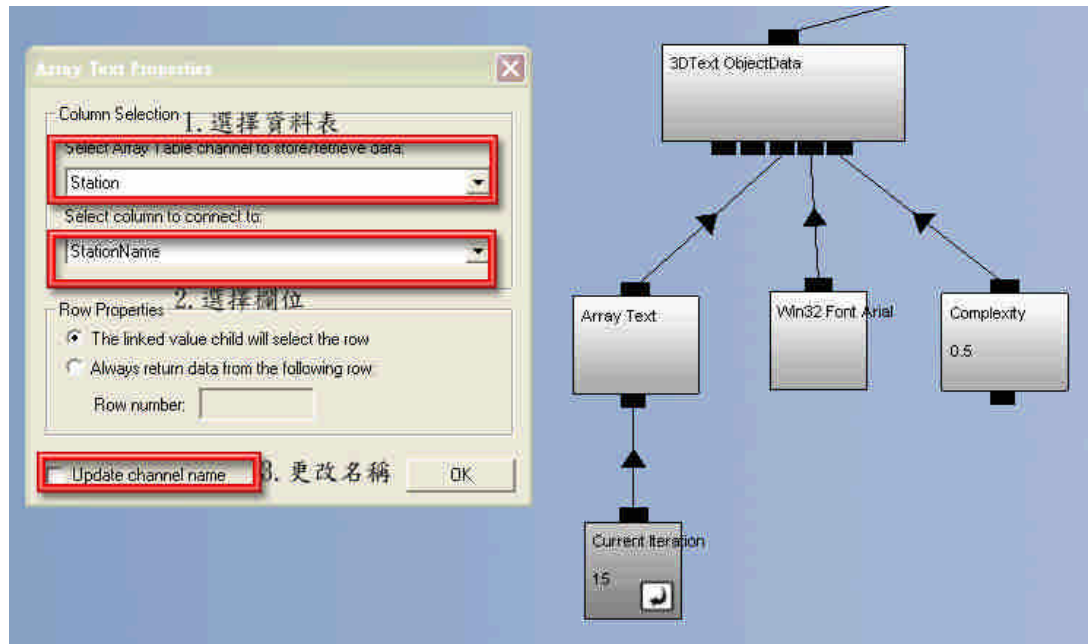 Array Text Properties
Column Selection
1. 選擇資料表
Select Array Table channel to store/retrieve data:
Station
Select column to connect to:
StationName
2. 選擇欄位
Row Properties
The linked value child will select the row
Always return data from the following row:
Row number:
Update channel name
3. 更改名稱
OK
3DText ObjectData
Array Text
Win32 Font Arial
Complexity
0.5
Current Iteration
15